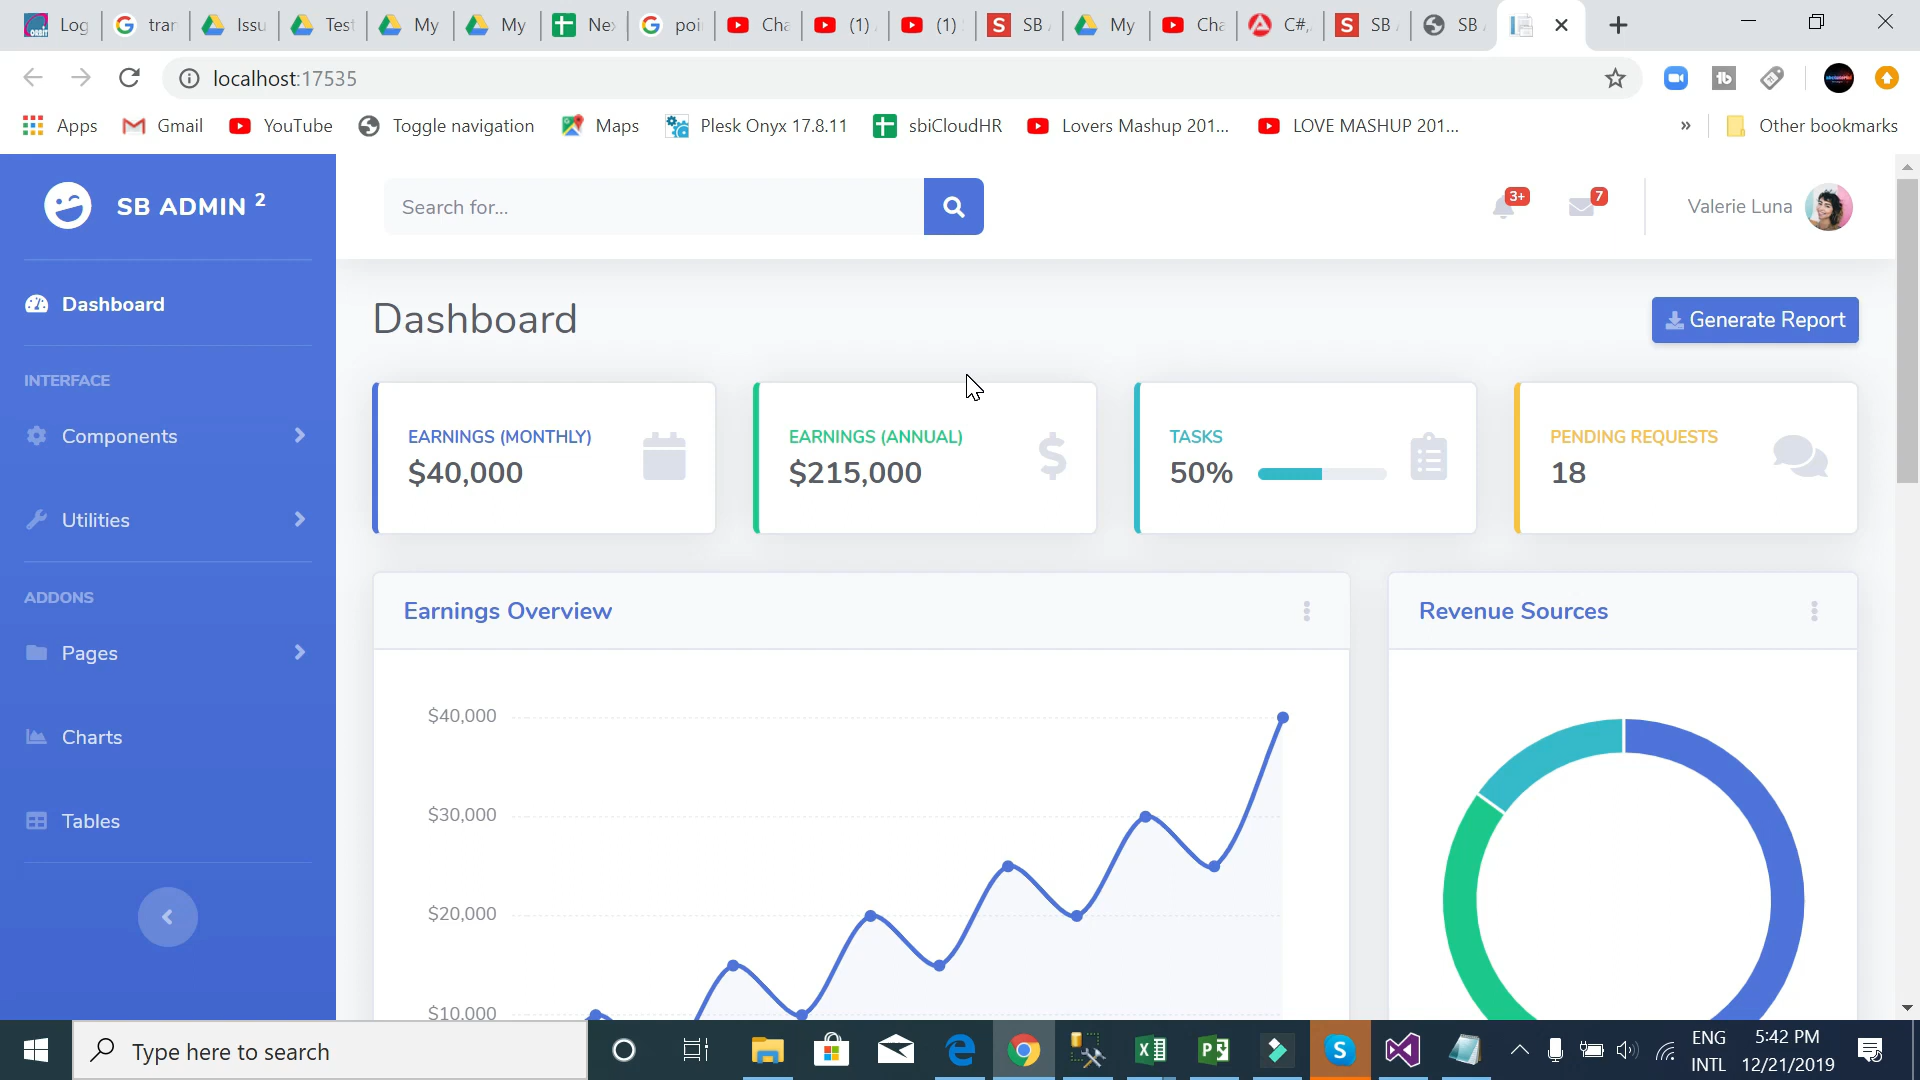 Log
tran
Issu
Test
My
My
Nex
poi
Cha
(1)
(1)
SB
My
Cha
C#,
SB
SB
localhost:17535
Apps
Gmail
YouTube
Toggle navigation
Maps
Plesk Onyx 17.8.11
sbiCloudHR
Lovers Mashup 201...
LOVE MASHUP 201...
»
Other bookmarks
SB ADMIN 2
Search for...
3+
7
Valerie Luna
Dashboard
INTERFACE
Components
Utilities
ADDONS
Pages
Charts
Tables
Dashboard
Generate Report
EARNINGS (MONTHLY)
$40,000
EARNINGS (ANNUAL)
$215,000
TASKS
50%
PENDING REQUESTS
18
Earnings Overview
Revenue Sources
$40,000
$30,000
$20,000
$10,000
Type here to search
ENG
INTL
5:42 PM
12/21/2019